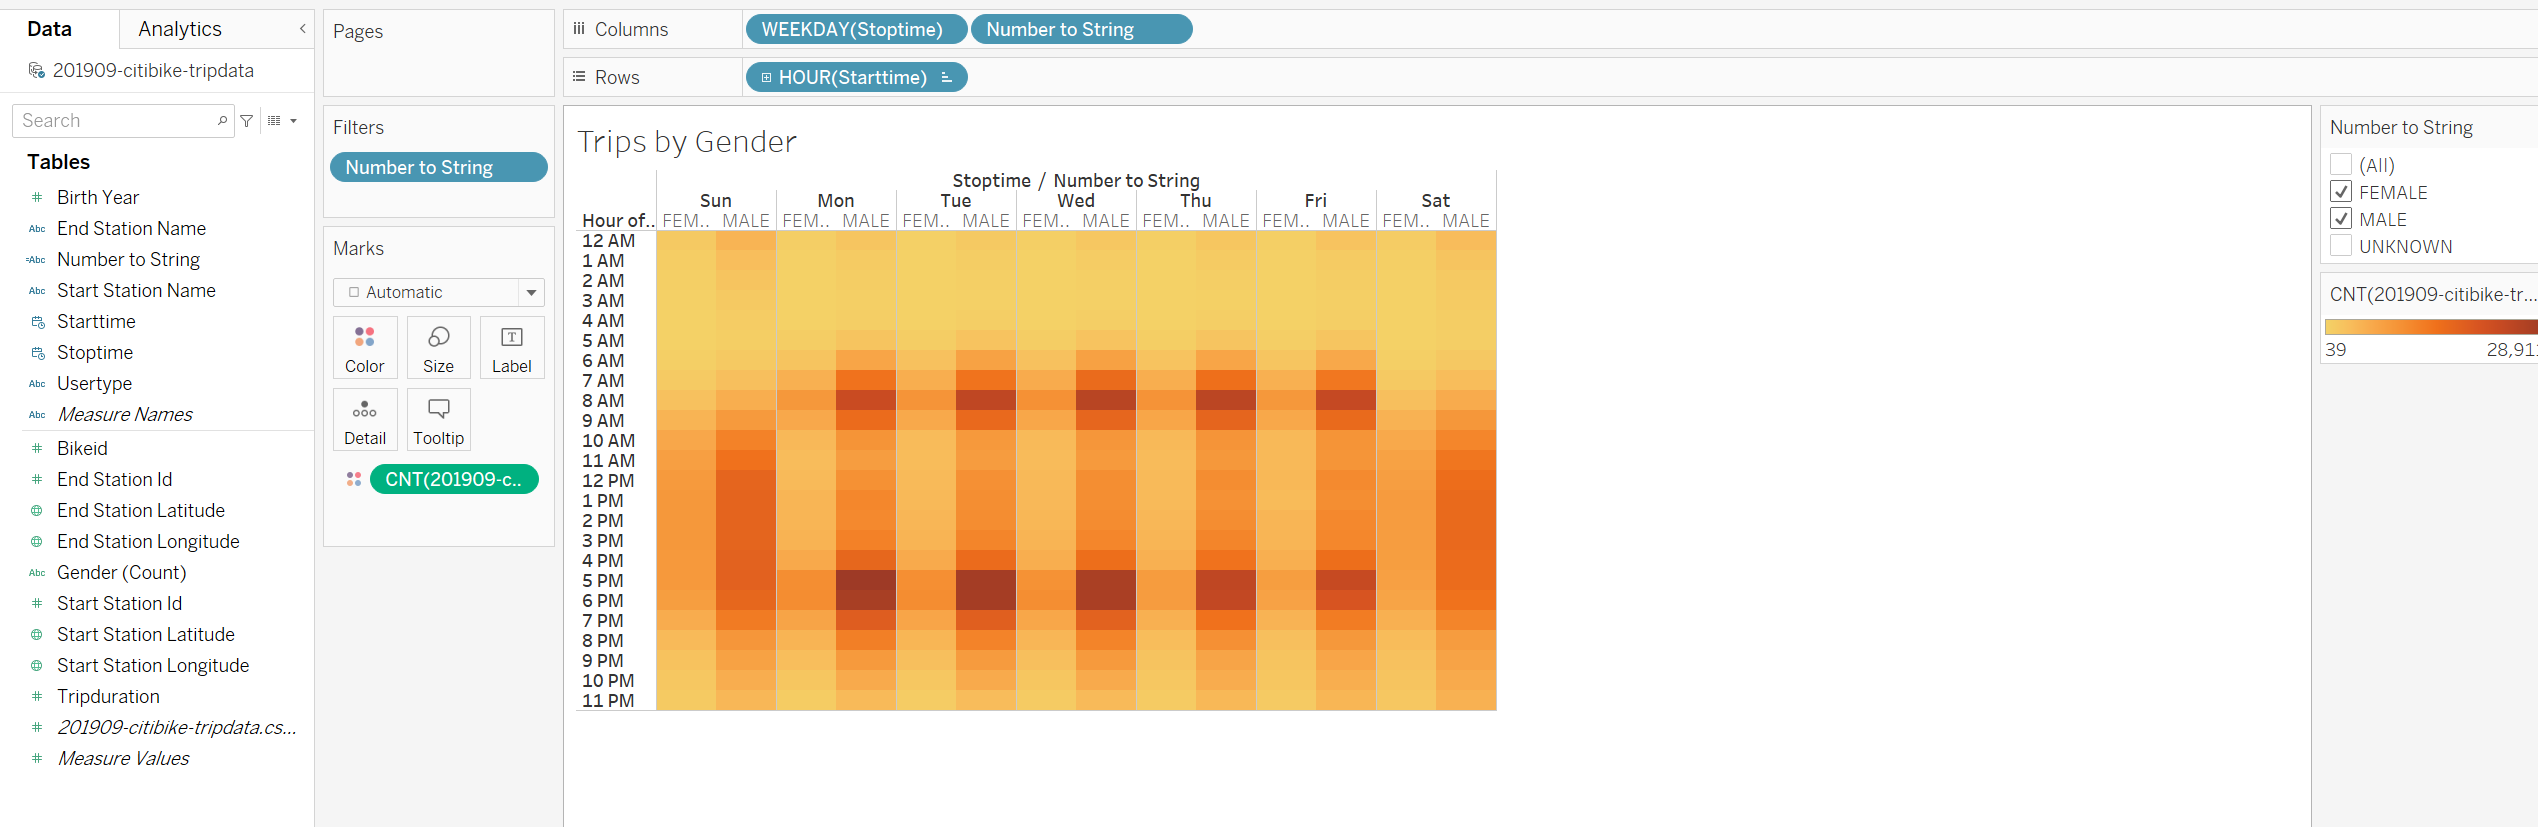 Data
Analytics
201909-citibike-tripdata
Search
Tables
# Birth Year
Abc End Station Name
=Abc Number to String
Abc Start Station Name
Starttime
Stoptime
Abc Usertype
Abc Measure Names
# Bikeid
# End Station Id
End Station Latitude
End Station Longitude
Abc Gender (Count)
# Start Station Id
Start Station Latitude
Start Station Longitude
# Tripduration
# 201909-citibike-tripdata.cs...
# Measure Values
Pages
Filters
Number to String
Marks
Automatic
Color Size Label
Detail Tooltip
CNT(201909-c..
Columns WEEKDAY(Stoptime) Number to String
Rows HOUR(Starttime)
Trips by Gender
Stoptime / Number to String
Sun Mon Tue Wed Thu Fri Sat
Hour of.. FEM.. MALE FEM.. MALE FEM.. MALE FEM.. MALE FEM.. MALE FEM.. MALE FEM.. MALE
12 AM
1 AM
2 AM
3 AM
4 AM
5 AM
6 AM
7 AM
8 AM
9 AM
10 AM
11 AM
12 PM
1 PM
2 PM
3 PM
4 PM
5 PM
6 PM
7 PM
8 PM
9 PM
10 PM
11 PM
Number to String
(All)
FEMALE
MALE
UNKNOWN
CNT(201909-citibike-tr...
39 28,911